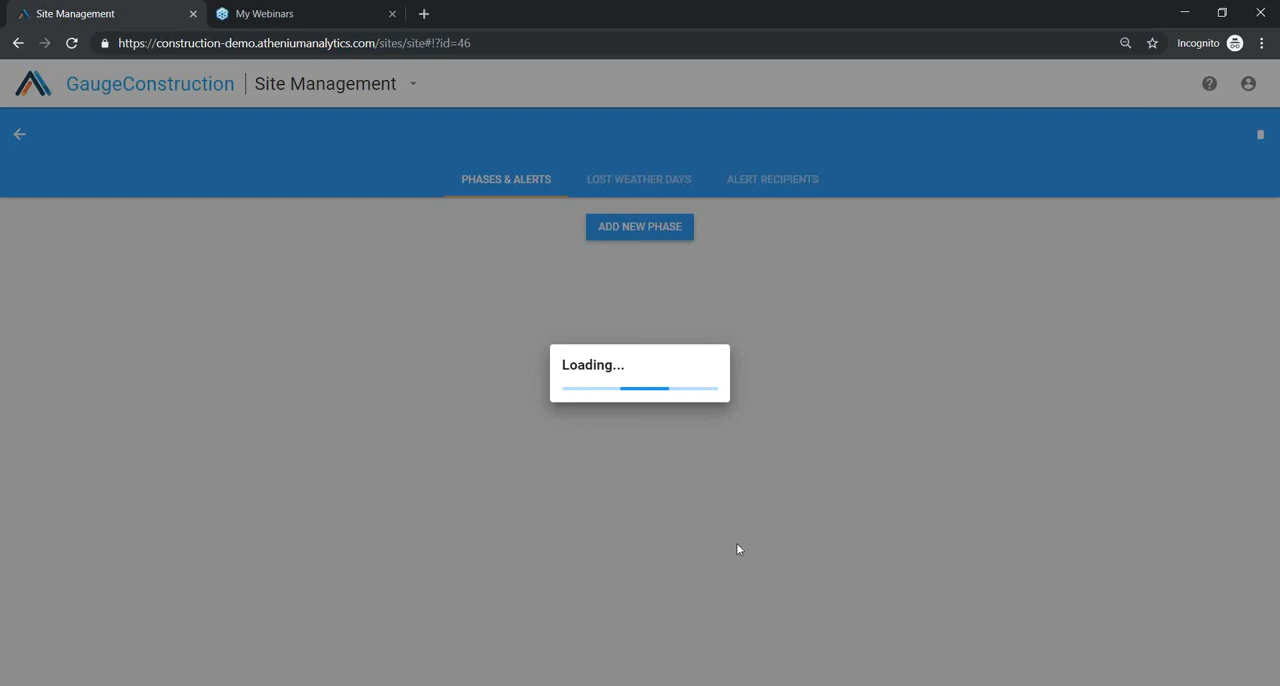 Site Management
My Webinars
https://construction-demo.atheniumanalytics.com/sites/site#!?id=46
Incognito
GaugeConstruction
Site Management
PHASES & ALERTS
LOST WEATHER DAYS
ALERT RECIPIENTS
ADD NEW PHASE
Loading...